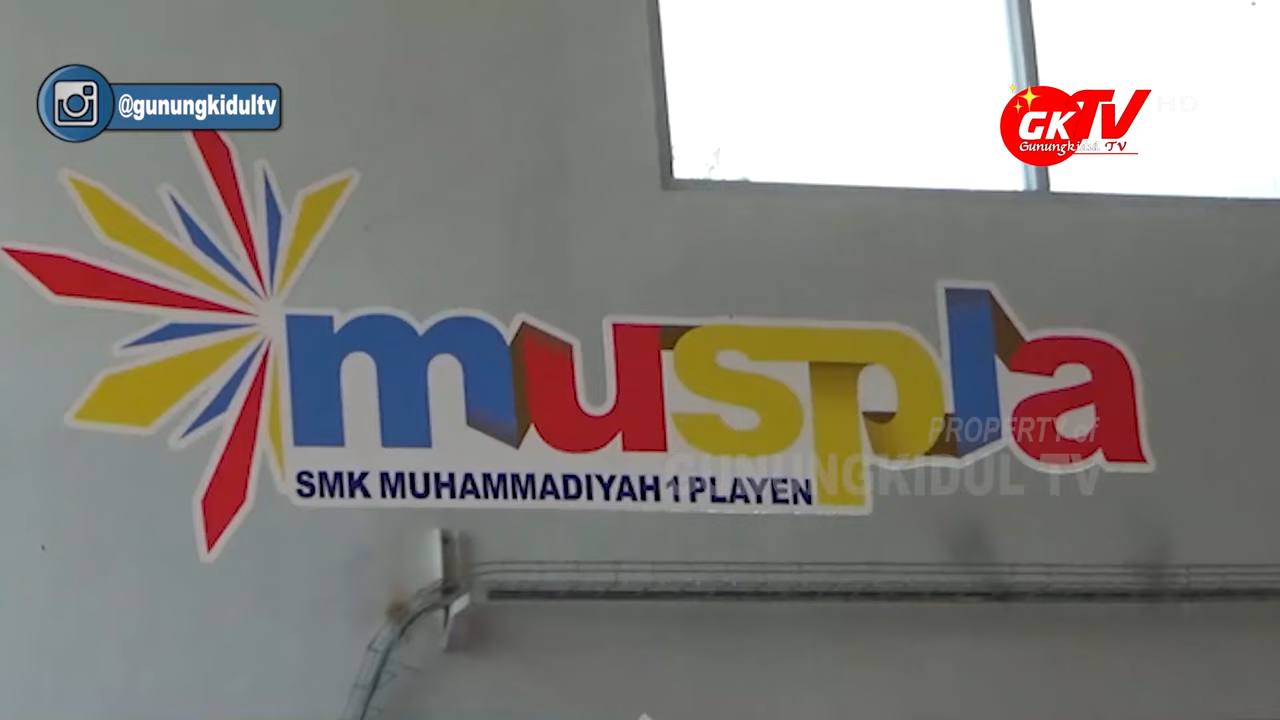 @gunungkidultv
GKTV HD
Gunungkidul TV
muspla
SMK MUHAMMADIYAH 1 PLAYEN
PROPERTY of
GUNUNGKIDUL TV